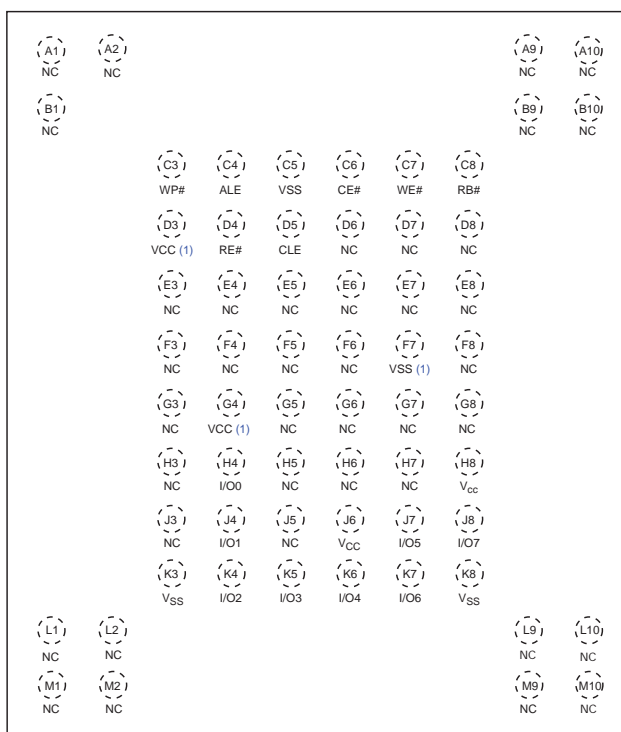 A1 A2 A9 A10
NC NC NC NC
B1 B9 B10
NC NC NC
C3 C4 C5 C6 C7 C8
WP# ALE VSS CE# WE# RB#
D3 D4 D5 D6 D7 D8
VCC (1) RE# CLE NC NC NC
E3 E4 E5 E6 E7 E8
NC NC NC NC NC NC
F3 F4 F5 F6 F7 F8
NC NC NC NC VSS (1) NC
G3 G4 G5 G6 G7 G8
NC VCC (1) NC NC NC NC
H3 H4 H5 H6 H7 H8
NC I/O0 NC NC NC Vcc
J3 J4 J5 J6 J7 J8
NC I/O1 NC VCC I/O5 I/O7
K3 K4 K5 K6 K7 K8
VSS I/O2 I/O3 I/O4 I/O6 VSS
L1 L2 L9 L10
NC NC NC NC
M1 M2 M9 M10
NC NC NC NC